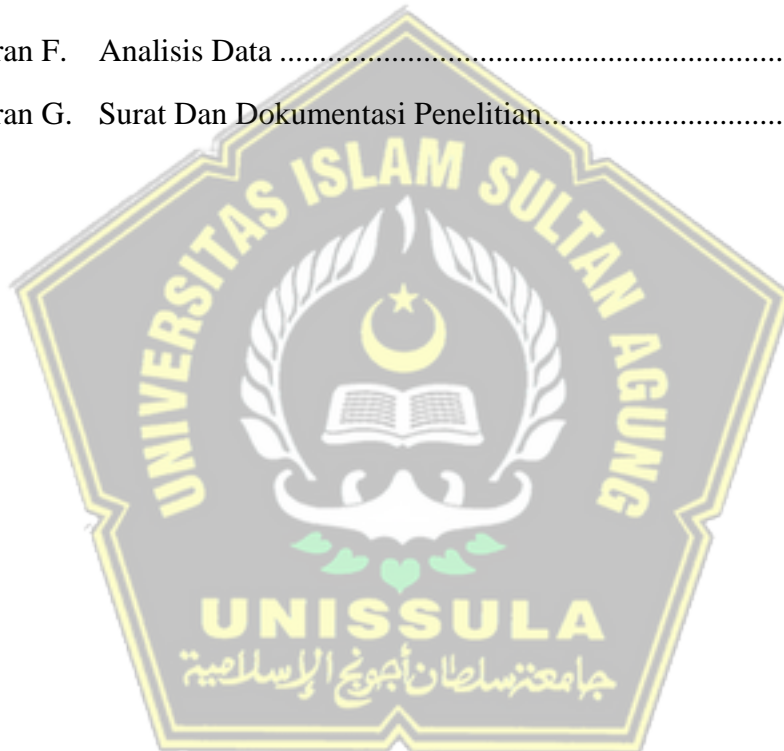 ran F. Analisis Data ........................................................
ran G. Surat Dan Dokumentasi Penelitian.............................
UNIVERSITAS ISLAM SULTAN AGUNG
UNISSULA
جامعة سلطان أجونج الإسلامية